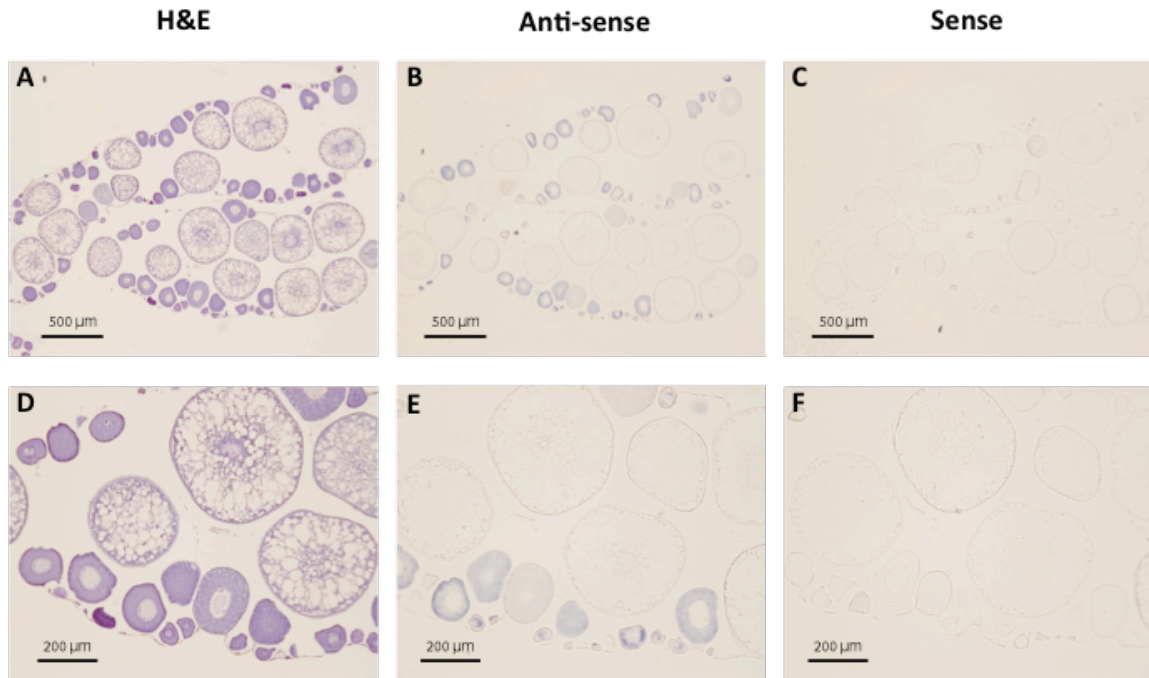 H&E Anti-sense Sense
A B C
500 µm 500 µm 500 µm
D E F
200 µm 200 µm 200 µm